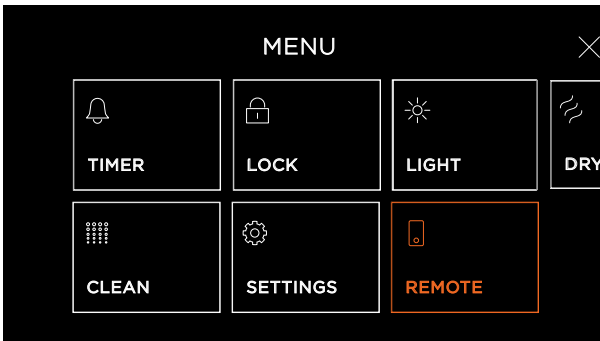 MENU
TIMER
LOCK
LIGHT
DRY
CLEAN
SETTINGS
REMOTE